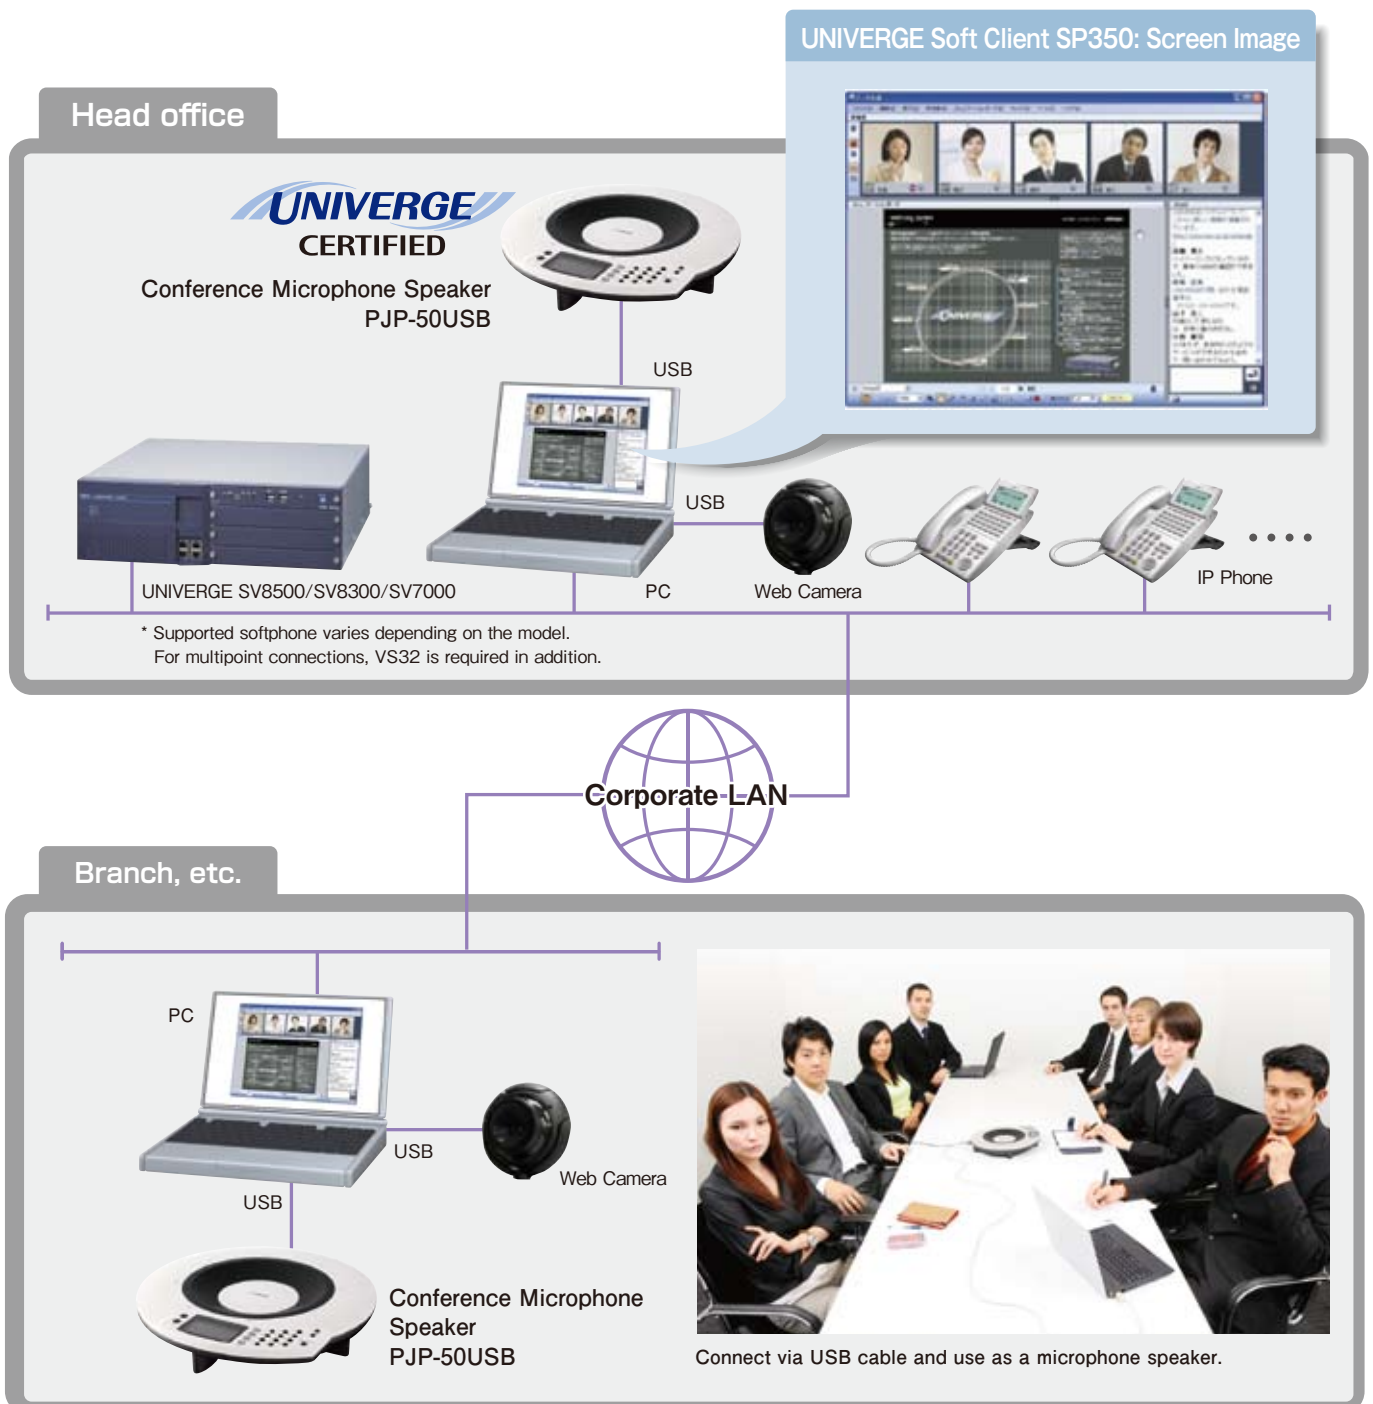 UNIVERGE Soft Client SP350: Screen Image
Head office
UNIVERGE
CERTIFIED
Conference Microphone Speaker
PJP-50USB
USB
USB
UNIVERGE SV8500/SV8300/SV7000
PC
Web Camera
IP Phone
* Supported softphone varies depending on the model.
For multipoint connections, VS32 is required in addition.
Corporate LAN
Branch, etc.
PC
USB
Web Camera
USB
Conference Microphone
Speaker
PJP-50USB
Connect via USB cable and use as a microphone speaker.